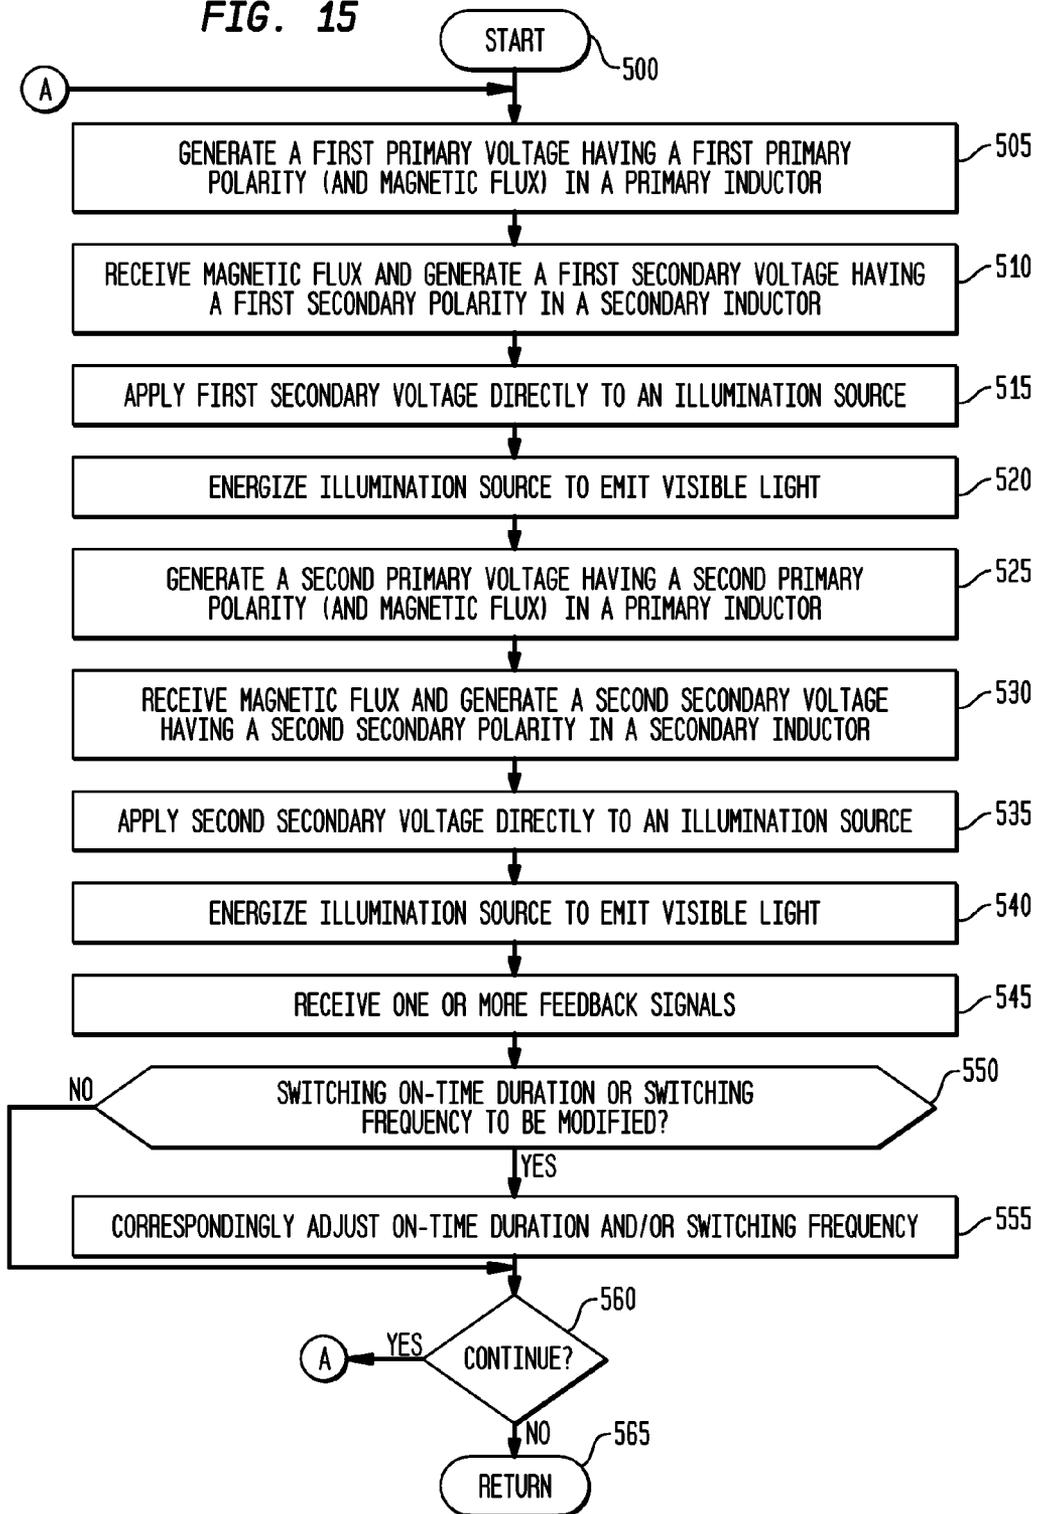 FIG. 15
START
500
A
GENERATE A FIRST PRIMARY VOLTAGE HAVING A FIRST PRIMARY
POLARITY (AND MAGNETIC FLUX) IN A PRIMARY INDUCTOR
505
RECEIVE MAGNETIC FLUX AND GENERATE A FIRST SECONDARY VOLTAGE HAVING
A FIRST SECONDARY POLARITY IN A SECONDARY INDUCTOR
510
APPLY FIRST SECONDARY VOLTAGE DIRECTLY TO AN ILLUMINATION SOURCE
515
ENERGIZE ILLUMINATION SOURCE TO EMIT VISIBLE LIGHT
520
GENERATE A SECOND PRIMARY VOLTAGE HAVING A SECOND PRIMARY
POLARITY (AND MAGNETIC FLUX) IN A PRIMARY INDUCTOR
525
RECEIVE MAGNETIC FLUX AND GENERATE A SECOND SECONDARY VOLTAGE
HAVING A SECOND SECONDARY POLARITY IN A SECONDARY INDUCTOR
530
APPLY SECOND SECONDARY VOLTAGE DIRECTLY TO AN ILLUMINATION SOURCE
535
ENERGIZE ILLUMINATION SOURCE TO EMIT VISIBLE LIGHT
540
RECEIVE ONE OR MORE FEEDBACK SIGNALS
545
NO
SWITCHING ON-TIME DURATION OR SWITCHING
FREQUENCY TO BE MODIFIED?
550
YES
CORRESPONDINGLY ADJUST ON-TIME DURATION AND/OR SWITCHING FREQUENCY
555
560
A
YES
CONTINUE?
NO
565
RETURN